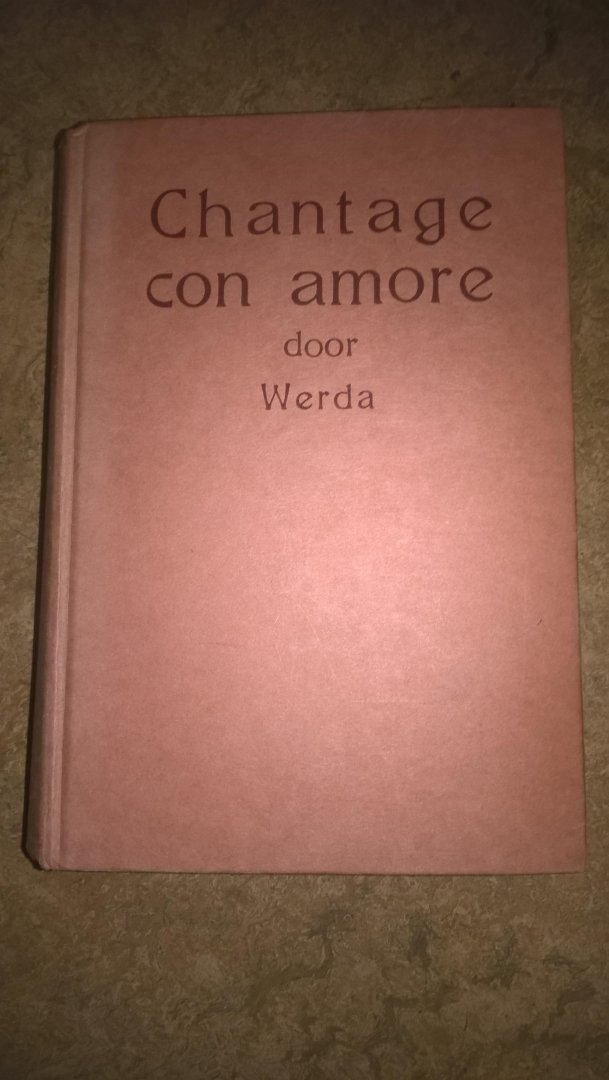 Chantage
con amore
door
Werda